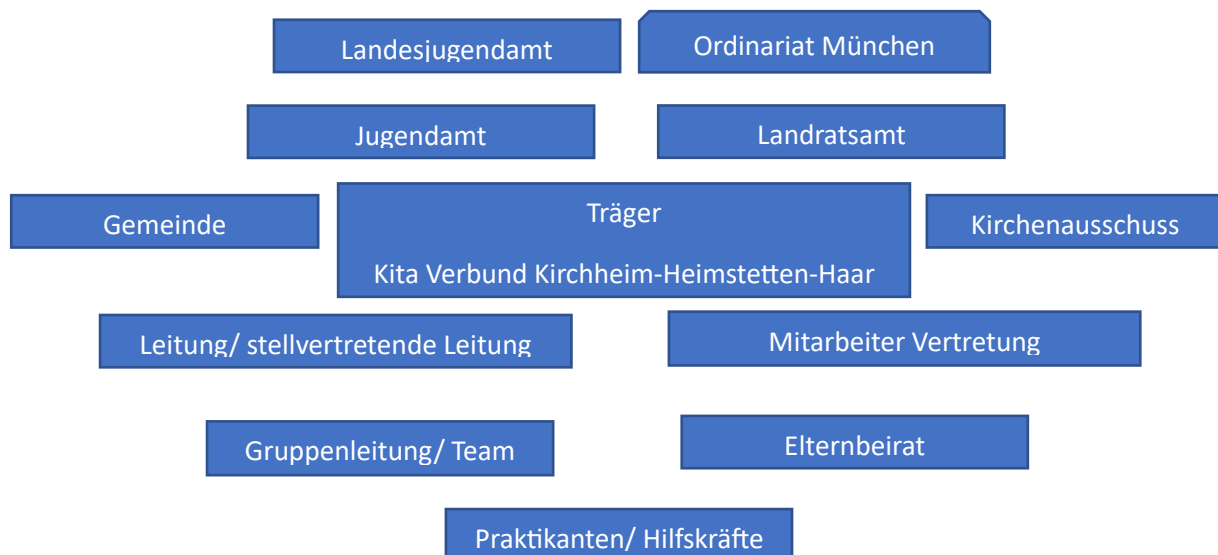 Landesjugendamt
Ordinariat München
Jugendamt
Landratsamt
Gemeinde
Träger
Kita Verbund Kirchheim-Heimstetten-Haar
Kirchenausschuss
Leitung/ stellvertretende Leitung
Mitarbeiter Vertretung
Gruppenleitung/ Team
Elternbeirat
Praktikanten/ Hilfskräfte